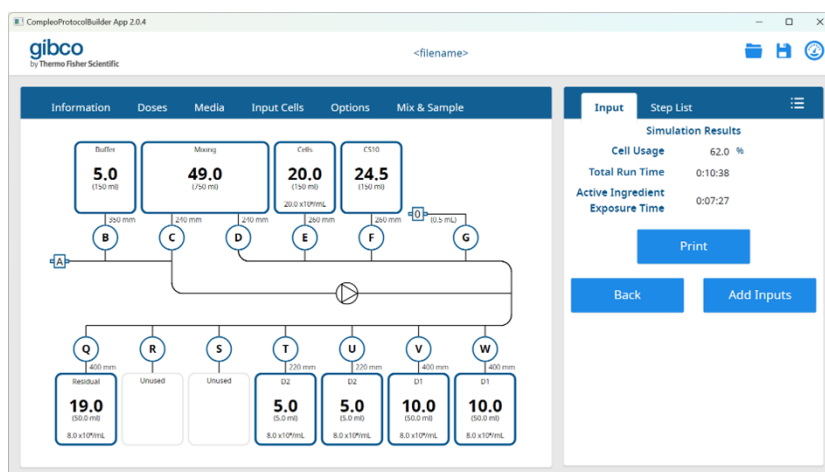 CompleoProtocolBuilder App 2.0.4
gibco
by Thermo Fisher Scientific
<filename>
Information Doses Media Input Cells Options Mix & Sample
Input Step List
Simulation Results
Cell Usage 62.0 %
Total Run Time 0:10:38
Active Ingredient
Exposure Time 0:07:27
Print
Back Add Inputs
Buffer Mixing Cells CS10
5.0 49.0 20.0 24.5
(150 ml) (750 ml) (150 ml) (150 ml)
20.0 x10⁶/mL
350 mm 240 mm 240 mm 260 mm 260 mm (0.5 mL)
0
B C D E F G
A
Q R S T U V W
400 mm 220 mm 220 mm 400 mm 400 mm
Residual Unused Unused D2 D2 D1 D1
19.0 5.0 5.0 10.0 10.0
(50.0 ml) (5.0 ml) (5.0 ml) (50.0 ml) (50.0 ml)
8.0 x10⁶/mL 8.0 x10⁶/mL 8.0 x10⁶/mL 8.0 x10⁶/mL 8.0 x10⁶/mL